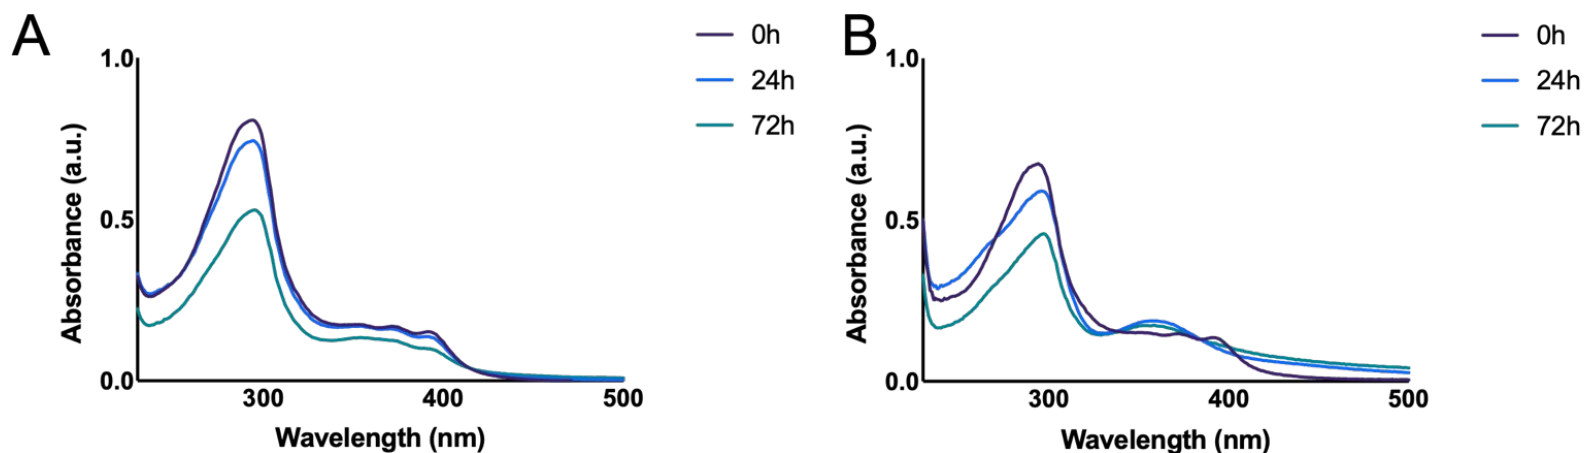 A
0h
24h
72h
1.0
0.5
0.0
Absorbance (a.u.)
300
400
500
Wavelength (nm)
B
0h
24h
72h
1.0
0.5
0.0
Absorbance (a.u.)
300
400
500
Wavelength (nm)